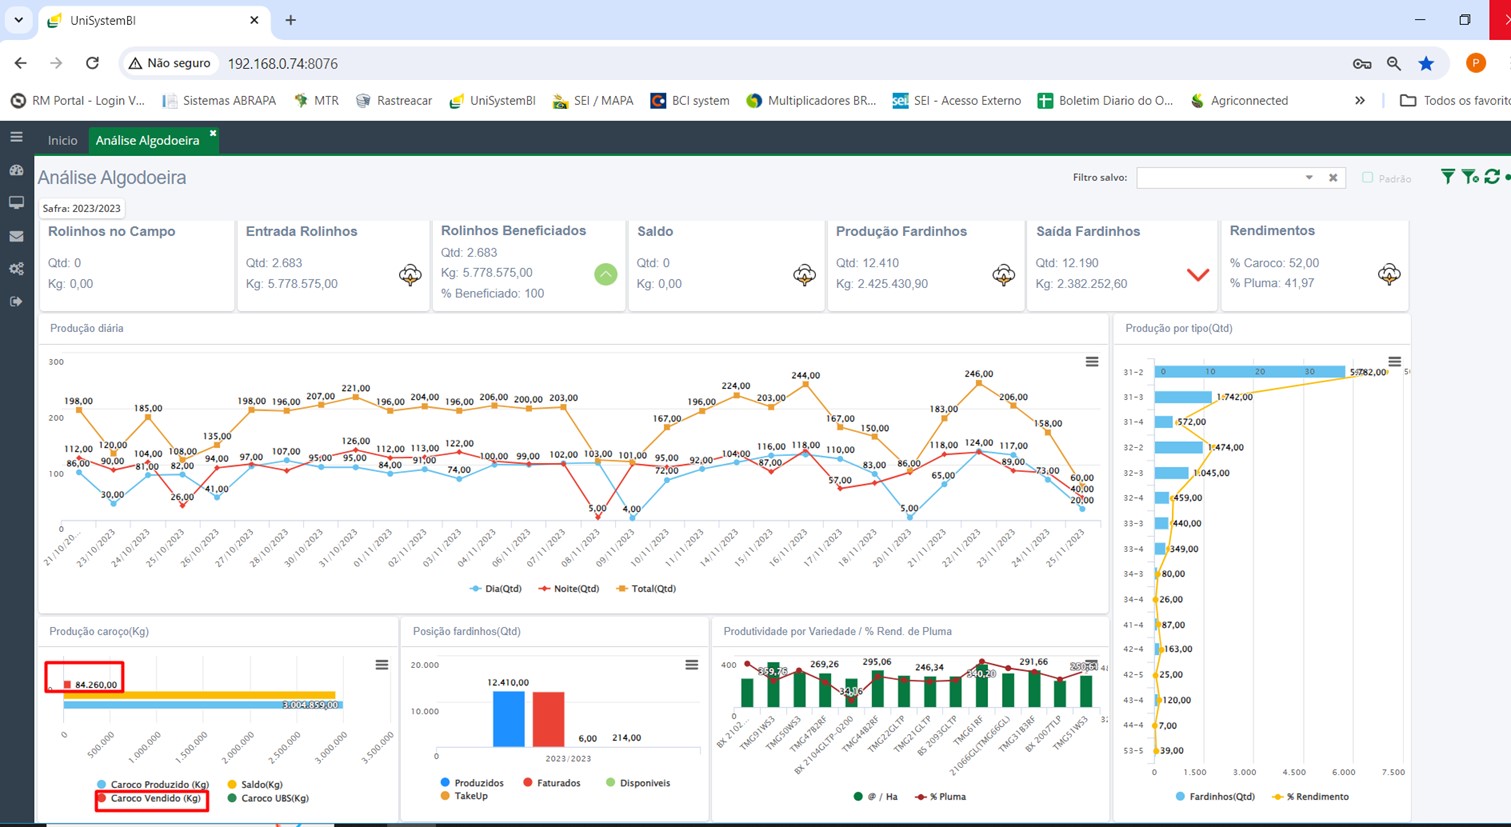 UniSystemBI
Não seguro
192.168.0.74:8076
P
RM Portal - Login V...
Sistemas ABRAPA
MTR
Rastreacar
UniSystemBI
SEI / MAPA
BCI system
Multiplicadores BR...
SEI - Acesso Externo
Boletim Diario do O...
Agriconnected
Todos os favorito
Inicio
Análise Algodoeira
Análise Algodoeira
Filtro salvo:
Padrão
Safra: 2023/2023
Rolinhos no Campo
Qtd: 0
Kg: 0,00
Entrada Rolinhos
Qtd: 2.683
Kg: 5.778.575,00
Rolinhos Beneficiados
Qtd: 2.683
Kg: 5.778.575,00
% Beneficiado: 100
Saldo
Qtd: 0
Kg: 0,00
Produção Fardinhos
Qtd: 12.410
Kg: 2.425.430,90
Saída Fardinhos
Qtd: 12.190
Kg: 2.382.252,60
Rendimentos
% Caroco: 52,00
% Pluma: 41,97
Produção diária
300
200
100
0
198,00 120,00 185,00 108,00 135,00 198,00 196,00 207,00 221,00 196,00 204,00 196,00 206,00 200,00 203,00 101,00 167,00 196,00 224,00 203,00 244,00 167,00 150,00 86,00 183,00 246,00 206,00 158,00 60,00
112,00 90,00 104,00 26,00 94,00 97,00 126,00 112,00 113,00 122,00 100,00 99,00 102,00 5,00 95,00 104,00 87,00 118,00 57,00 118,00 124,00 89,00 73,00 40,00
86,00 30,00 81,00 82,00 41,00 107,00 95,00 95,00 84,00 91,00 74,00 4,00 72,00 92,00 116,00 110,00 83,00 5,00 65,00 117,00 20,00
21/10/20... 23/10/2023 24/10/2023 25/10/2023 26/10/2023 27/10/2023 28/10/2023 30/10/2023 31/10/2023 01/11/2023 02/11/2023 03/11/2023 04/11/2023 06/11/2023 07/11/2023 08/11/2023 09/11/2023 10/11/2023 11/11/2023 14/11/2023 15/11/2023 16/11/2023 17/11/2023 18/11/2023 20/11/2023 21/11/2023 22/11/2023 23/11/2023 24/11/2023 25/11/2023
Dia(Qtd) Noite(Qtd) Total(Qtd)
Produção por tipo(Qtd)
0 10 20 30
31-2 5.782,00
31-3 1.742,00
31-4 572,00
32-2 1.474,00
32-3 1.045,00
32-4 459,00
33-3 440,00
33-4 349,00
34-3 80,00
34-4 26,00
41-4 87,00
42-4 163,00
42-5 25,00
43-4 120,00
44-4 7,00
53-5 39,00
0 1.500 3.000 4.500 6.000 7.500
Fardinhos(Qtd) % Rendimento
Produção caroço(Kg)
84.260,00
3.004.859,00
0 500.000 1.000.000 1.500.000 2.000.000 2.500.000 3.000.000 3.500.000
Caroco Produzido (Kg) Saldo(Kg)
Caroco Vendido (Kg) Caroco UBS(Kg)
Posição fardinhos(Qtd)
20.000
12.410,00
10.000
6,00 214,00
0
2023/2023
Produzidos Faturados Disponiveis
TakeUp
Produtividade por Variedade / % Rend. de Pluma
400
359,76 269,26 34,16 295,06 246,34 340,20 291,66
0
BX 2102... TMG91WS3 TMG50WS3 TMG47B2RF BX 2104GLTP-0200 TMG44B2RF TMG22GLTP TMG21GLTP BS 2093GLTP TMG61RF 21066GL(TMG66GL) TMG31B3RF BX 2007TLP TMG51WS3
@ / Ha % Pluma